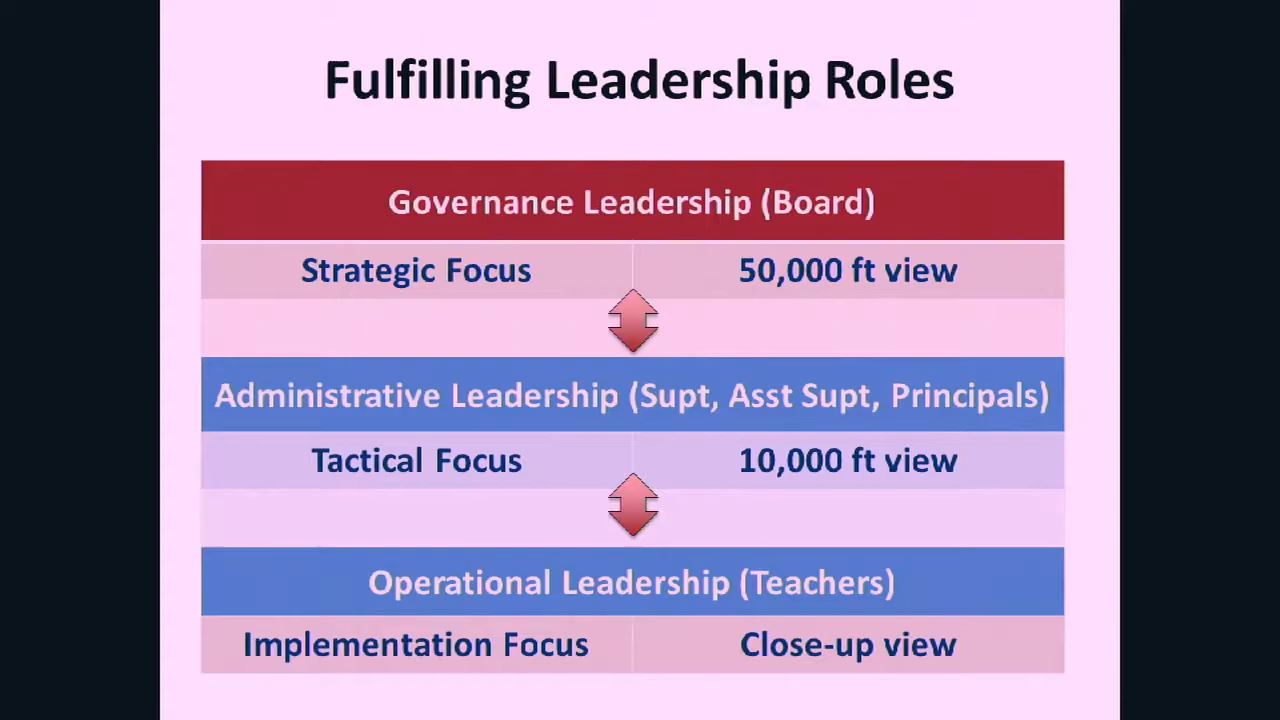 Fulfilling Leadership Roles
Governance Leadership (Board)
Strategic Focus 50,000 ft view
Administrative Leadership (Supt, Asst Supt, Principals)
Tactical Focus 10,000 ft view
Operational Leadership (Teachers)
Implementation Focus Close-up view